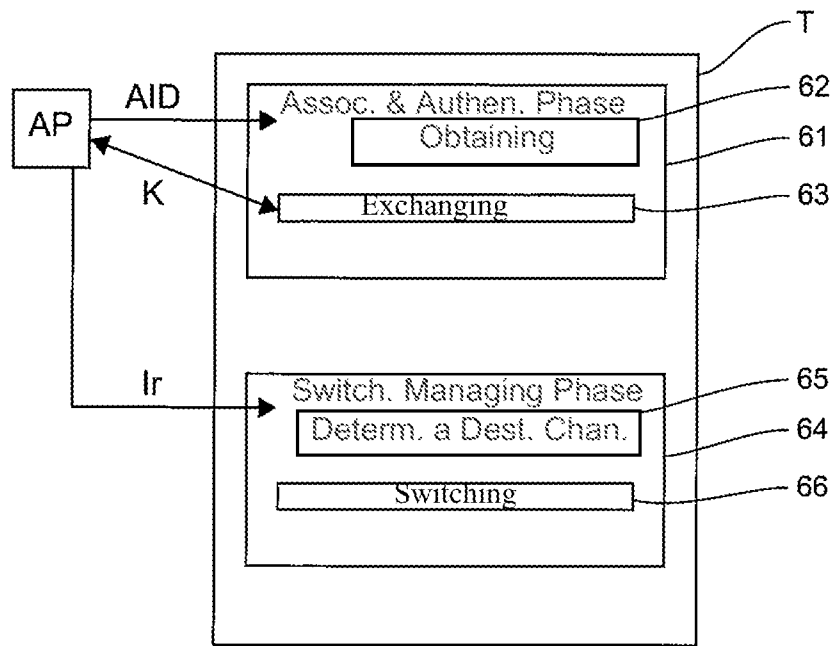 T
AID
Assoc. & Authen. Phase
62
AP
Obtaining
61
K
Exchanging
63
Ir
Switch. Managing Phase
65
Determ. a Dest. Chan.
64
Switching
66